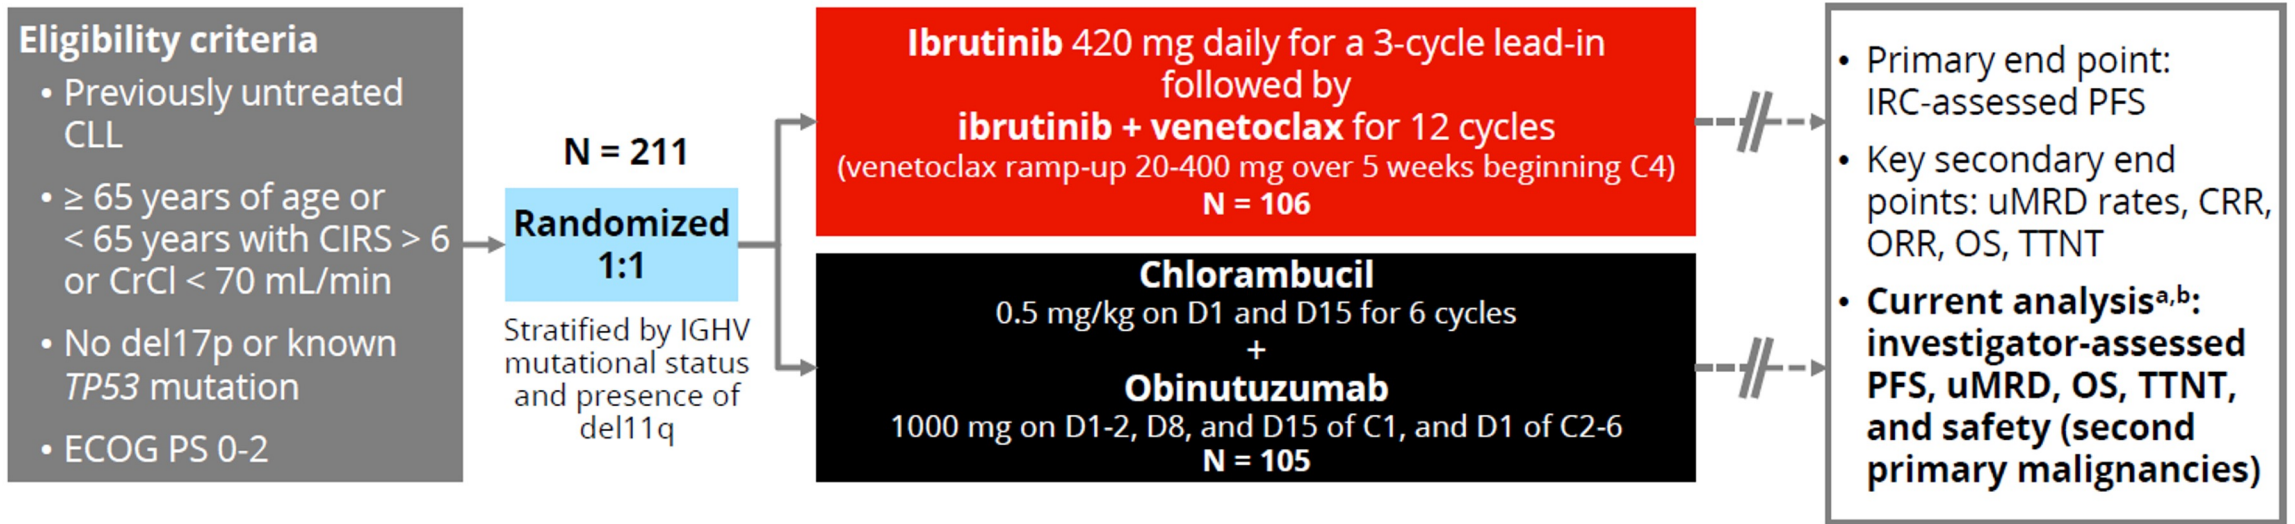 Eligibility criteria
• Previously untreated
CLL
• ≥ 65 years of age or
< 65 years with CIRS > 6
or CrCl < 70 mL/min
• No del17p or known
TP53 mutation
• ECOG PS 0-2
N = 211
Randomized
1:1
Stratified by IGHV
mutational status
and presence of
del11q
Ibrutinib 420 mg daily for a 3-cycle lead-in
followed by
ibrutinib + venetoclax for 12 cycles
(venetoclax ramp-up 20-400 mg over 5 weeks beginning C4)
N = 106
Chlorambucil
0.5 mg/kg on D1 and D15 for 6 cycles
+
Obinutuzumab
1000 mg on D1-2, D8, and D15 of C1, and D1 of C2-6
N = 105
• Primary end point:
IRC-assessed PFS
• Key secondary end
points: uMRD rates, CRR,
ORR, OS, TTNT
• Current analysisᵃ,ᵇ:
investigator-assessed
PFS, uMRD, OS, TTNT,
and safety (second
primary malignancies)